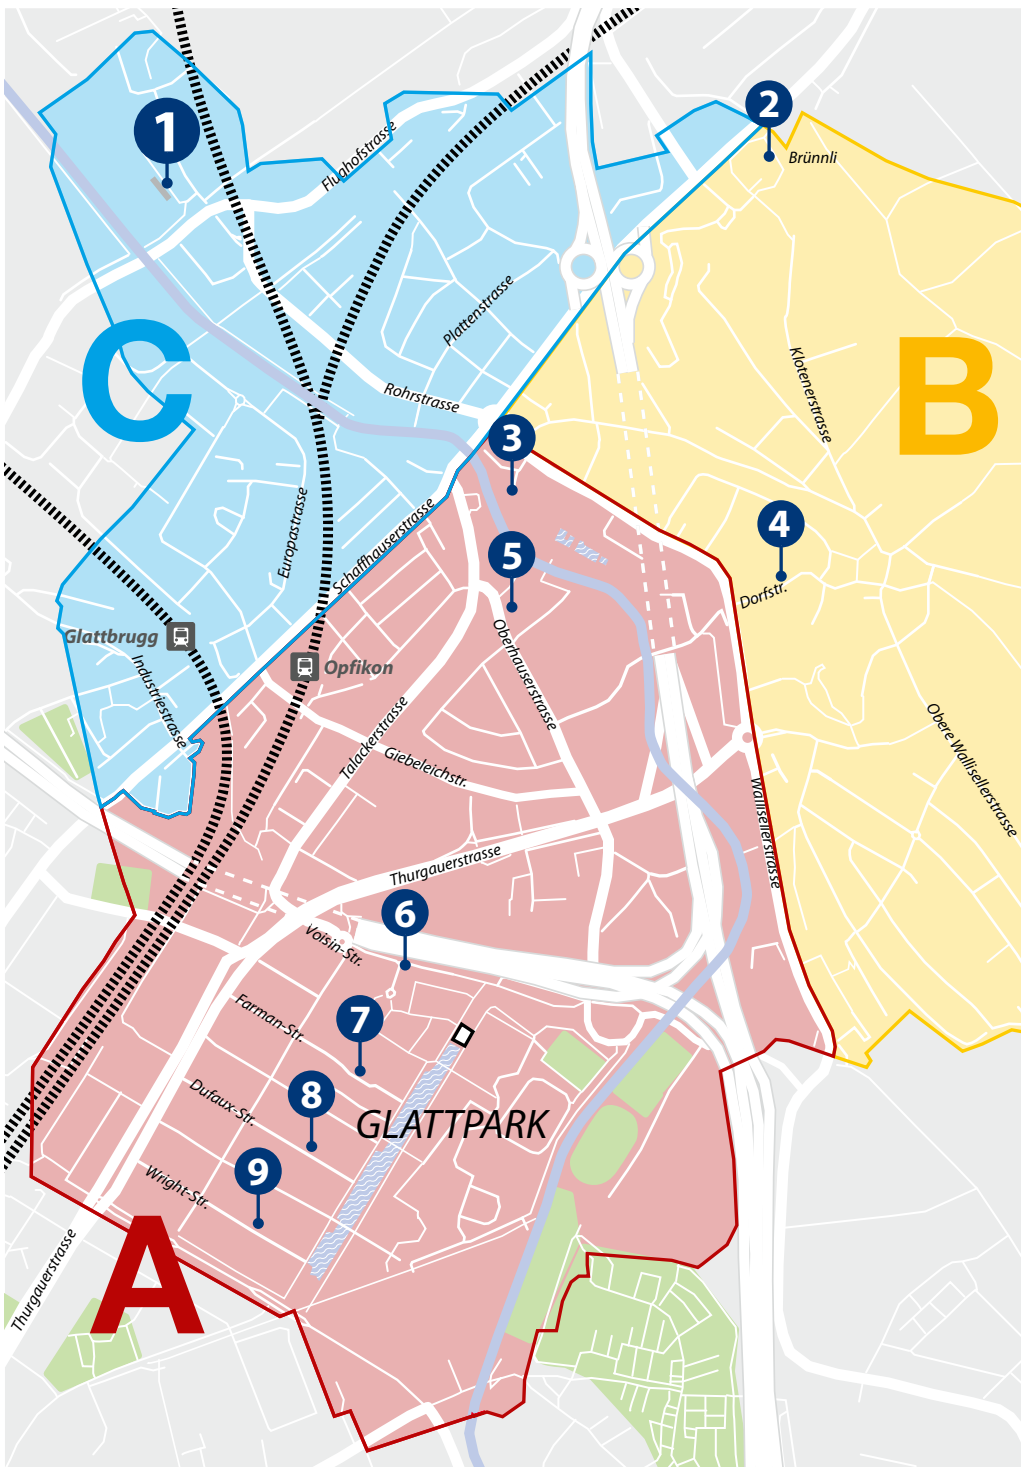 1
2
Brünnli
Flughofstrasse
Plattenstrasse
C
B
Klotenerstrasse
Rohrstrasse
3
4
5
Europastrasse
Schaffhauserstrasse
Dorfstr.
Glattbrugg
Opfikon
Industriestrasse
Oberhauserstrasse
Talackerstrasse
Giebeleichstr.
Obere Wallisellerstrasse
Wallisellerstrasse
Thurgauerstrasse
6
Voisin-Str.
Farman-Str.
7
Dufaux-Str.
8
GLATTPARK
Wright-Str.
9
A
Thurgauerstrasse